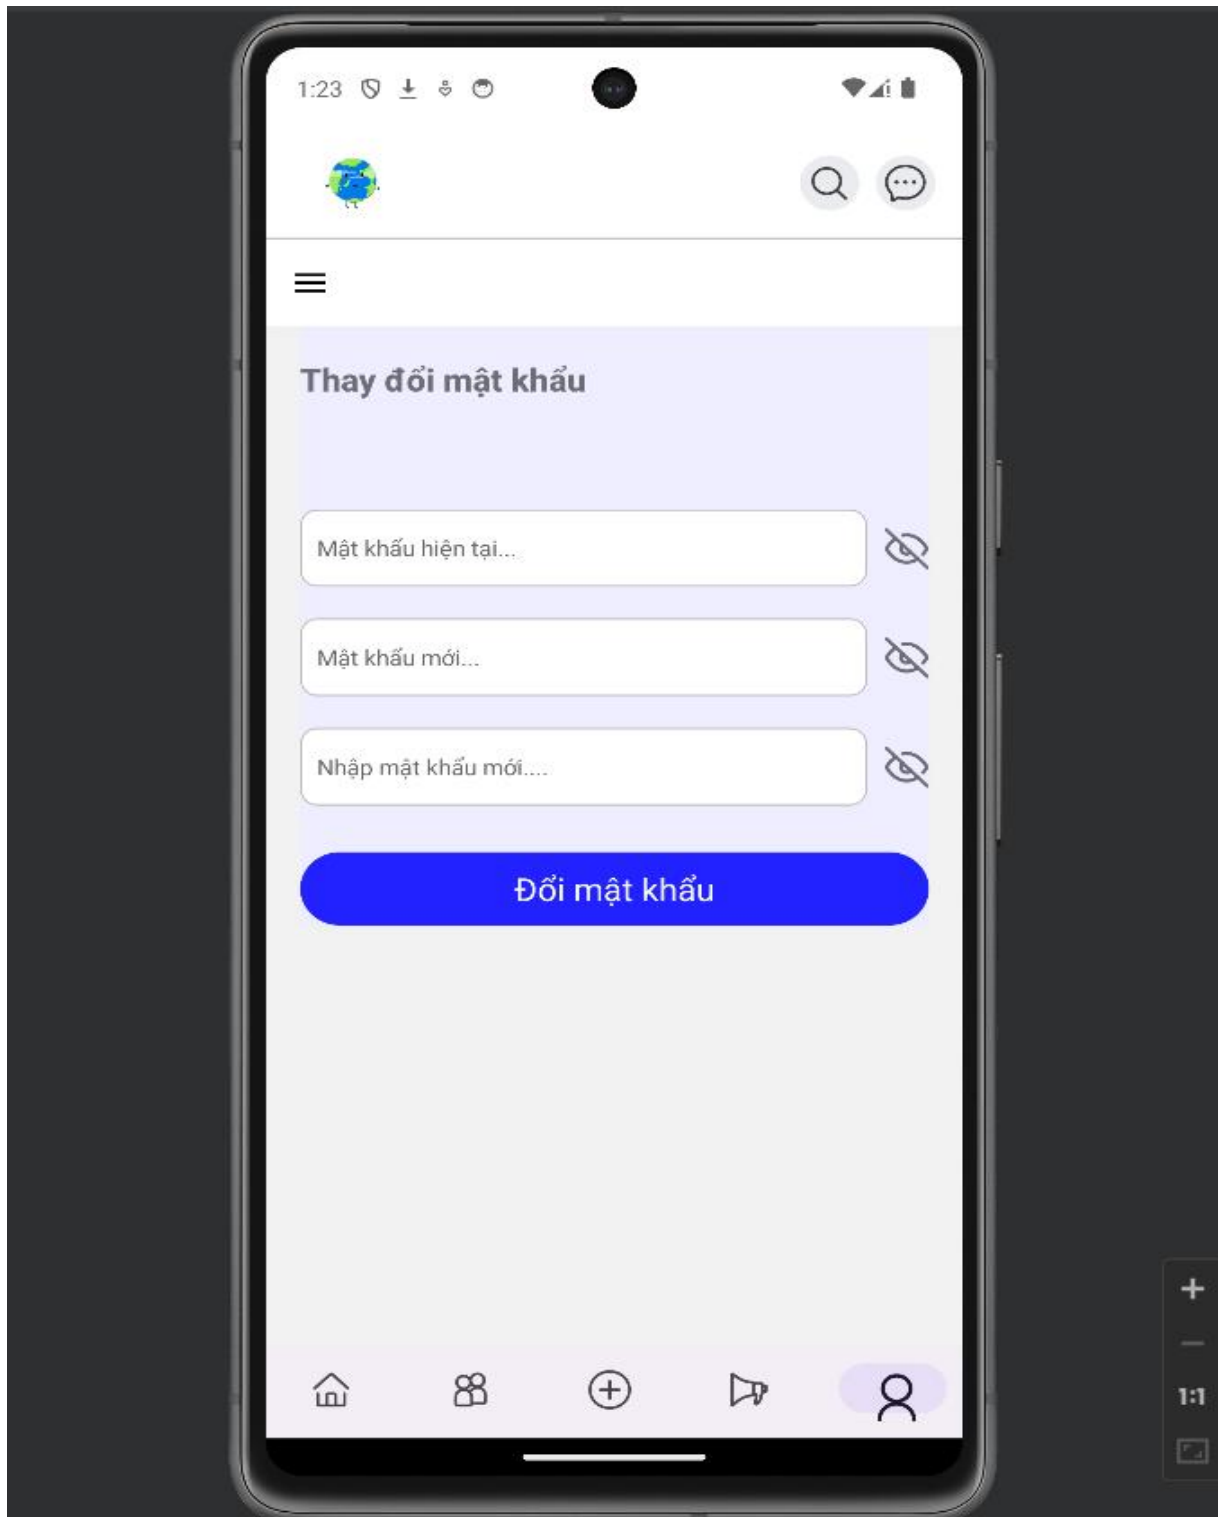 1:23
Thay đổi mật khẩu
Mật khẩu hiện tại...
Mật khẩu mới...
Nhập mật khẩu mới....
Đổi mật khẩu
1:1